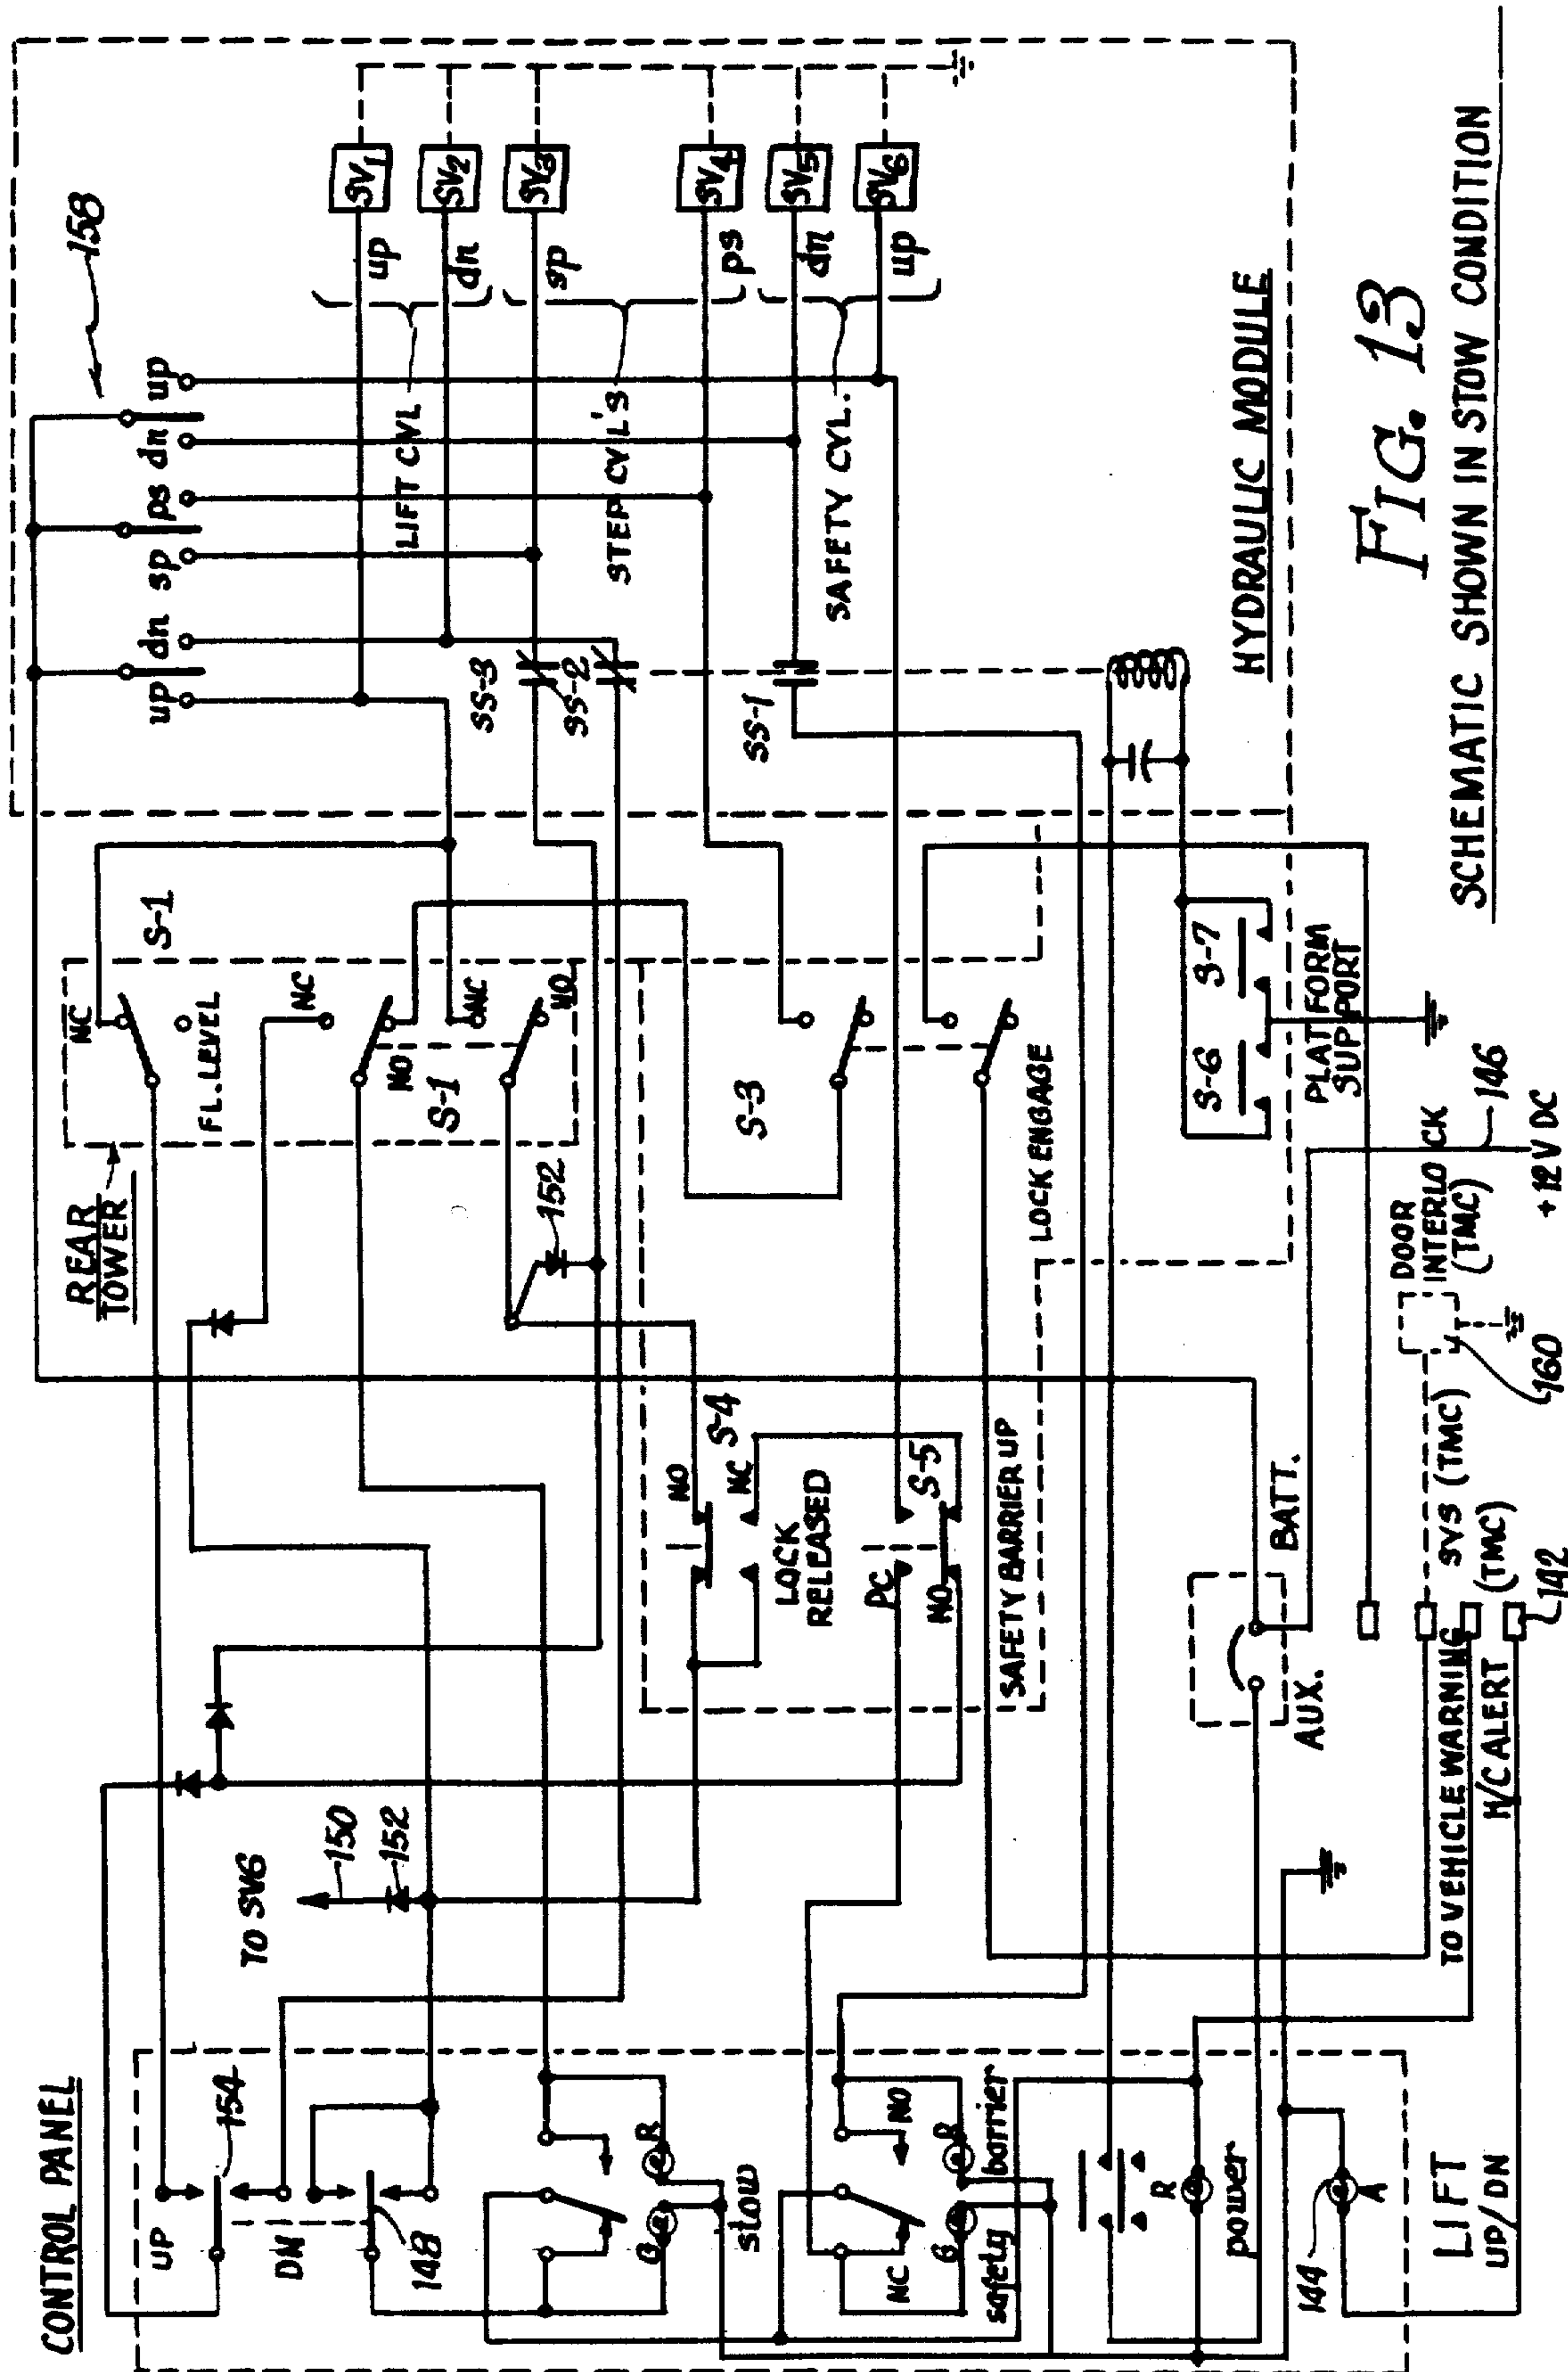 CONTROL PANEL
UP
154
DN
148
stow
G
R
NC
NO
safety barrier
G
R
R
power
144
A
LIFT
UP/DN
TO SV6
150
152
REAR
TOWER
S-1
NC
FL. LEVEL
NC
NO
S-1
NC
NO
152
S-4
NO
NC
LOCK
RELEASED
PC
S-5
NO
SAFETY BARRIER UP
S-3
LOCK ENGAGE
AUX.
BATT.
TO VEHICLE WARNING
H/C ALERT
SVS (TMC)
(TMC)
142
160
DOOR
INTERLOCK
(TMC)
146
+12V DC
S-6
S-7
PLATFORM
SUPPORT
158
up
dn
sp
ps
dn
up
SS-3
SS-2
SS-1
LIFT CYL
STEP CYL'S
SAFETY CYL.
up
dn
sp
ps
dn
up
SV1
SV2
SV3
SV4
SV5
SV6
HYDRAULIC MODULE
FIG. 13
SCHEMATIC SHOWN IN STOW CONDITION